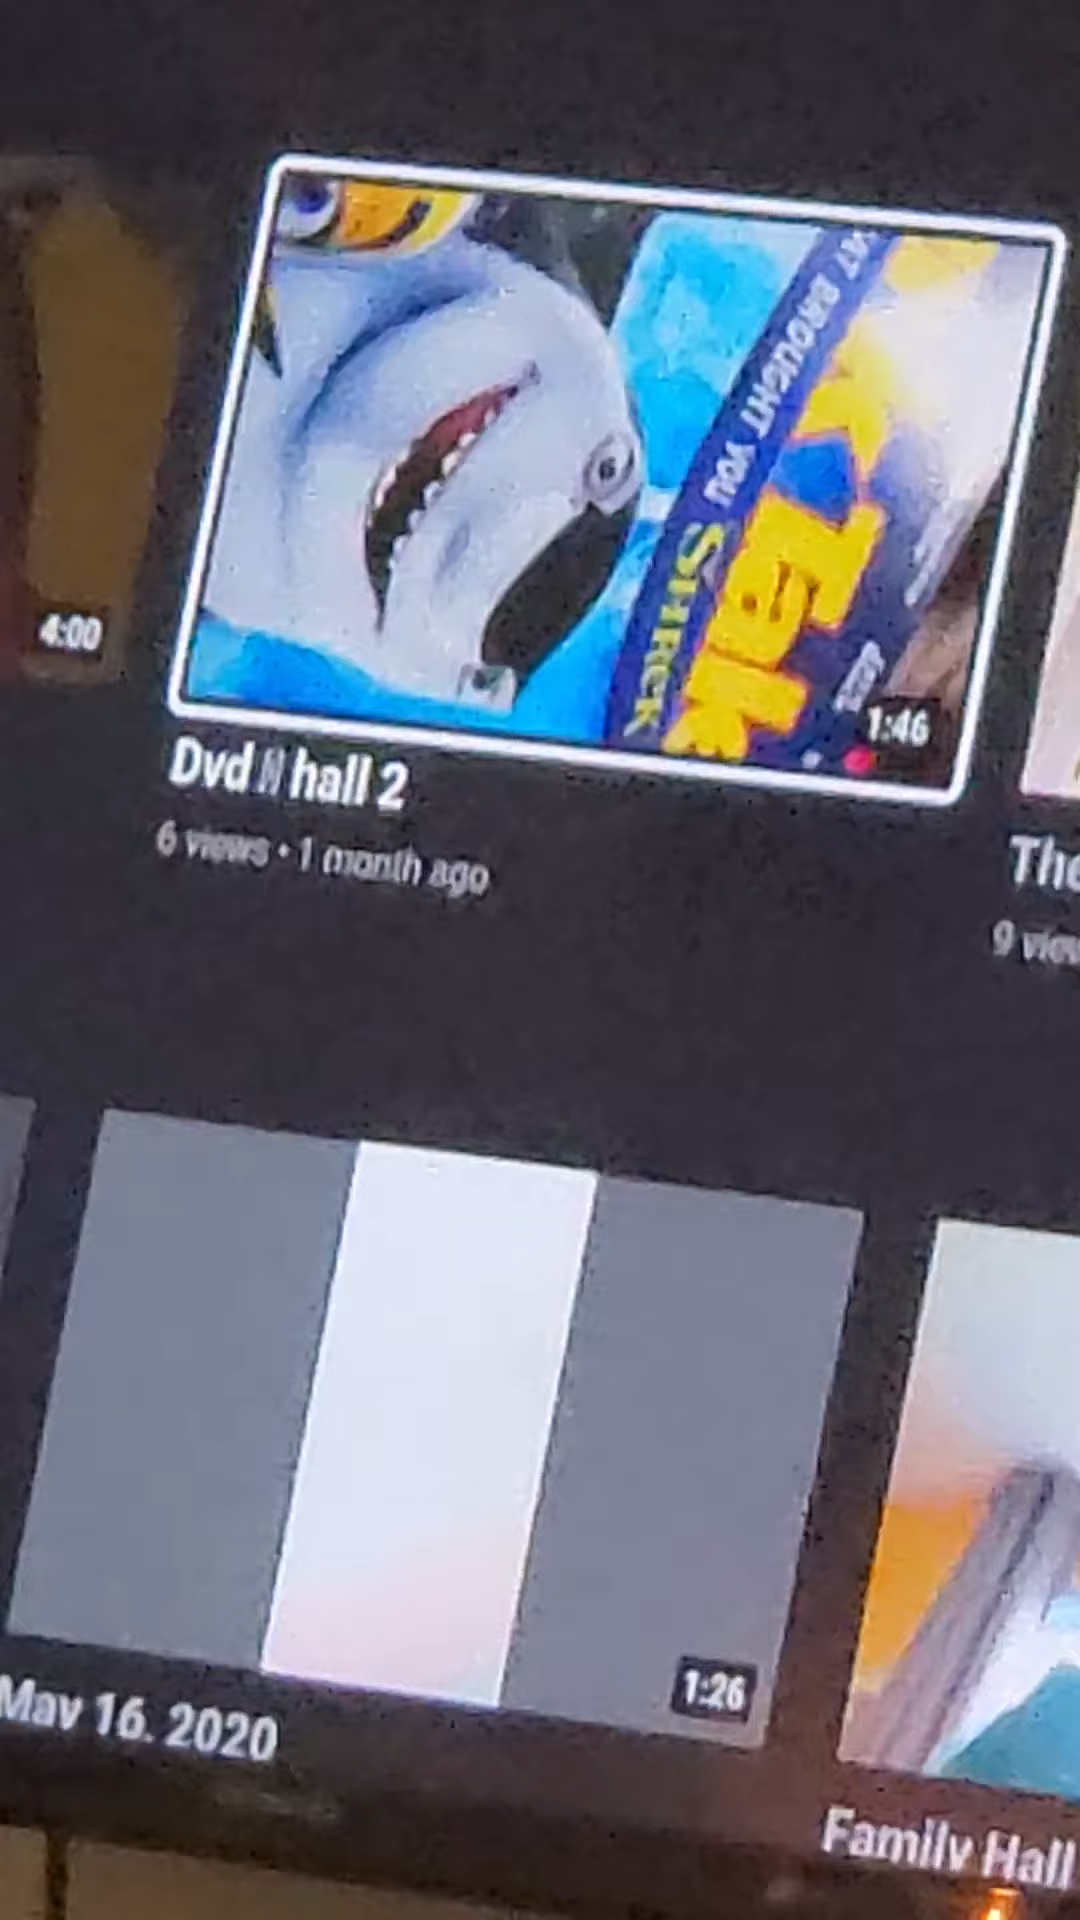 AT BROUGHT YOU SHREK
Tale
4:00
1:46
Dvd hall 2
6 views • 1 month ago
The
9 view
1:26
May 16, 2020
Family Hall